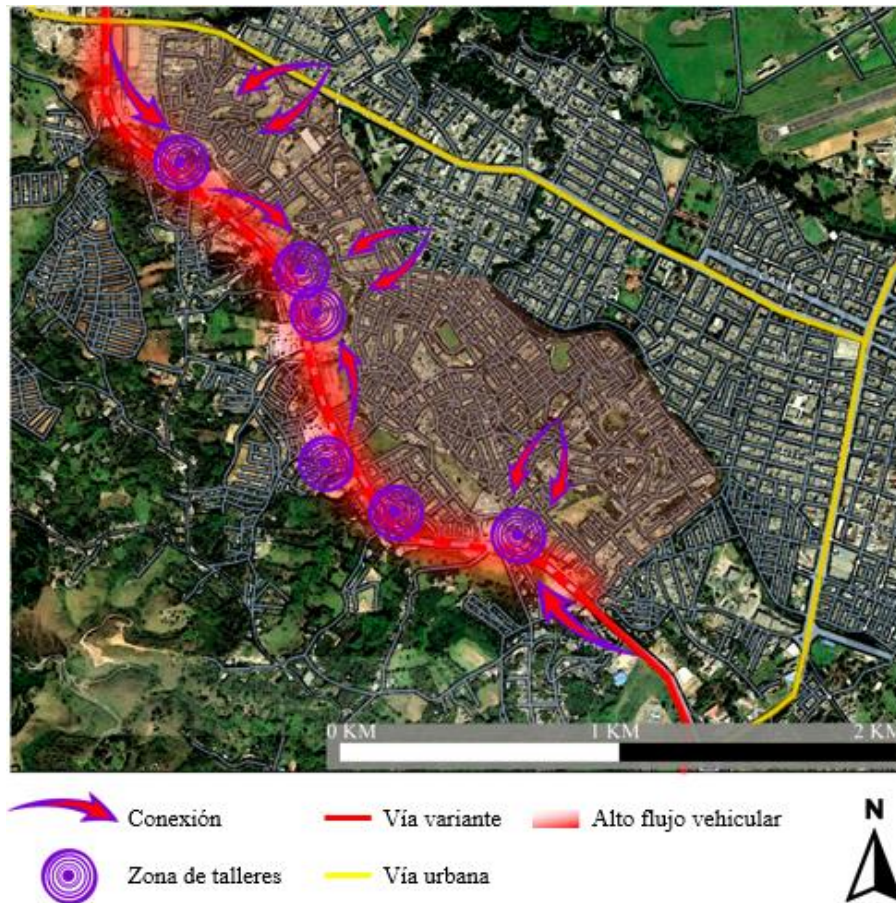 0 KM 1 KM 2 KM
Conexión Vía variante Alto flujo vehicular N
Zona de talleres Vía urbana